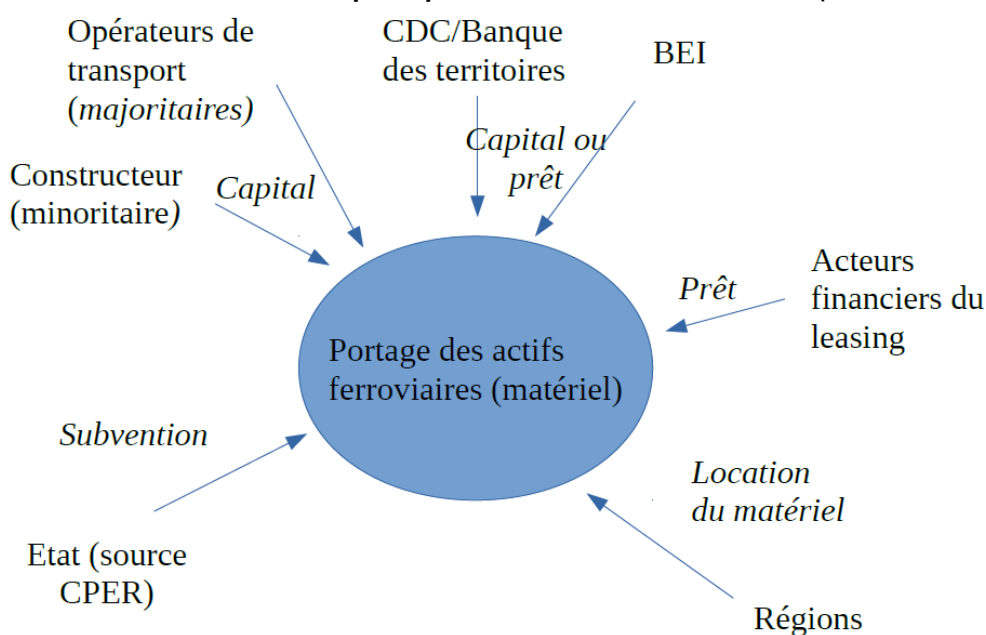 Opérateurs de
transport
(majoritaires)
CDC/Banque
des territoires
BEI
Constructeur
(minoritaire)
Capital
Capital ou
prêt
Acteurs
financiers du
leasing
Prêt
Portage des actifs
ferroviaires (matériel)
Subvention
Location
du matériel
Etat (source
CPER)
Régions